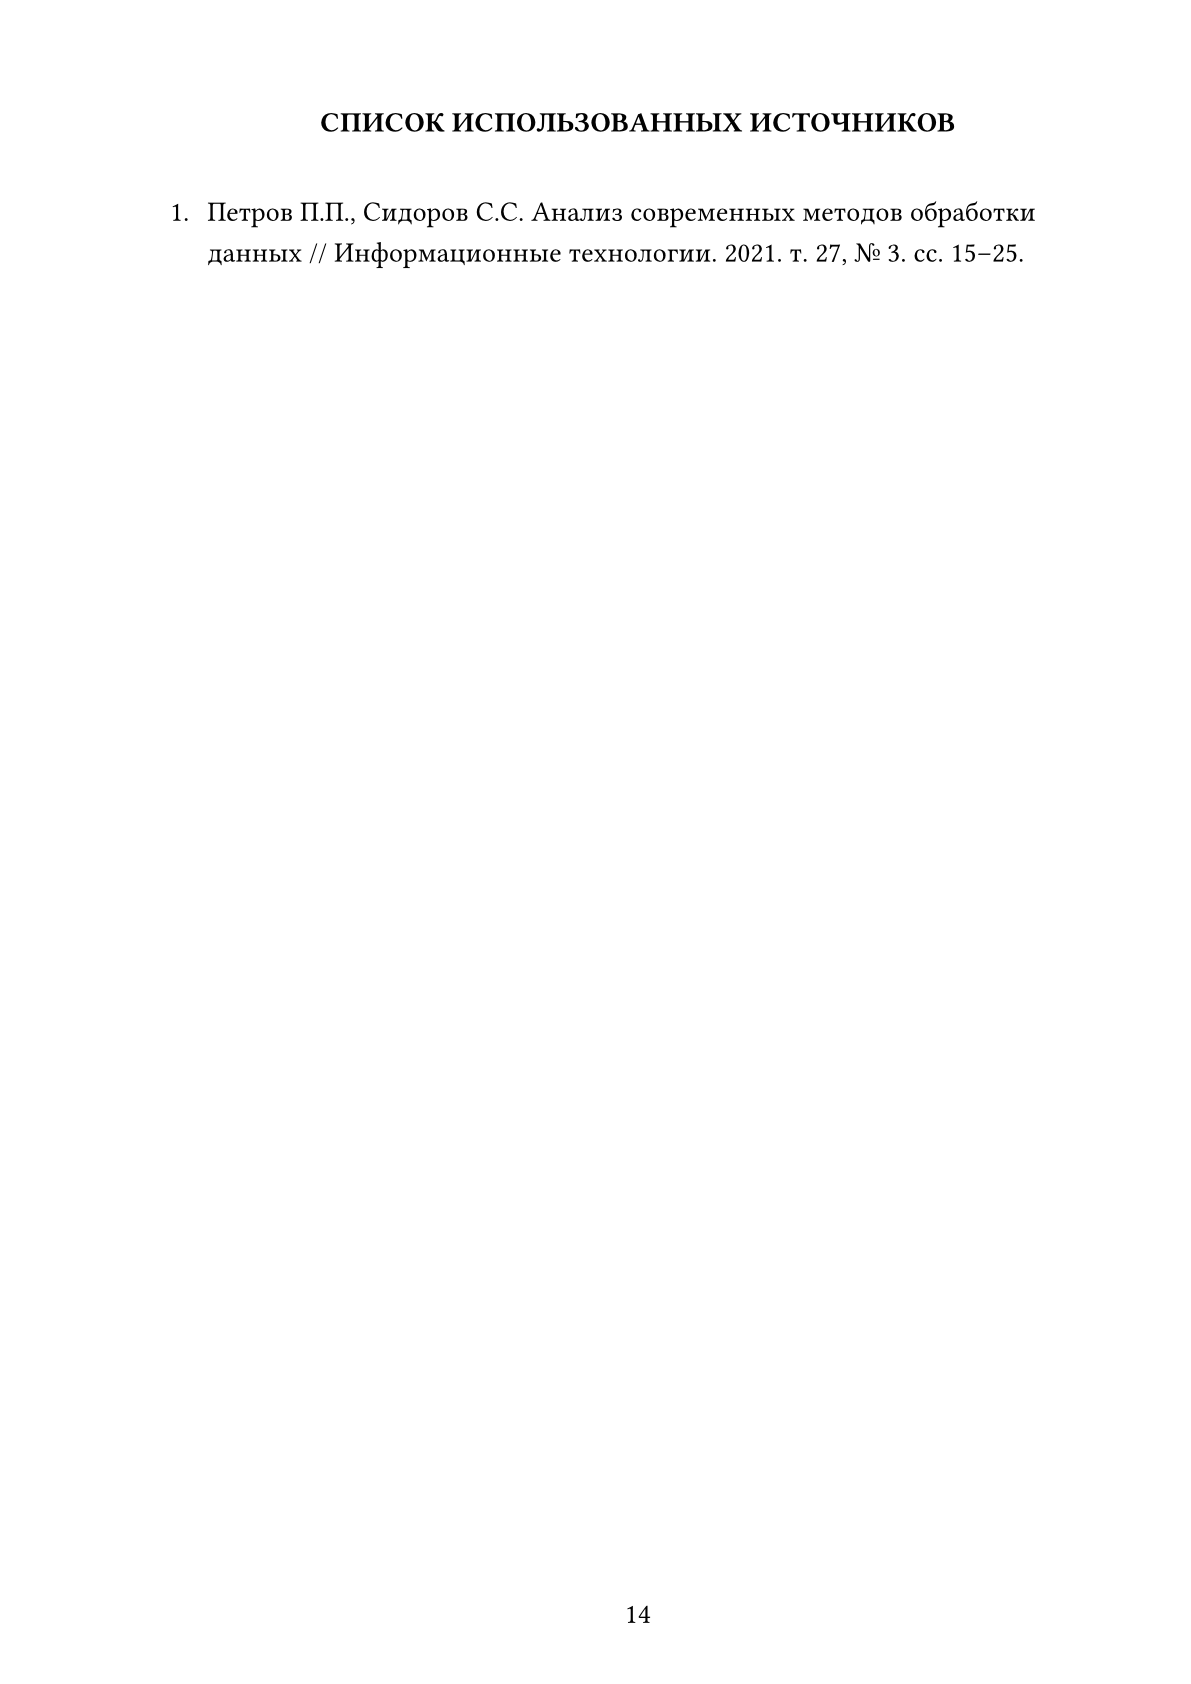 СПИСОК ИСПОЛЬЗОВАННЫХ ИСТОЧНИКОВ
1. Петров П.П., Сидоров С.С. Анализ современных методов обработки
данных // Информационные технологии. 2021. т. 27, № 3. сс. 15–25.
14